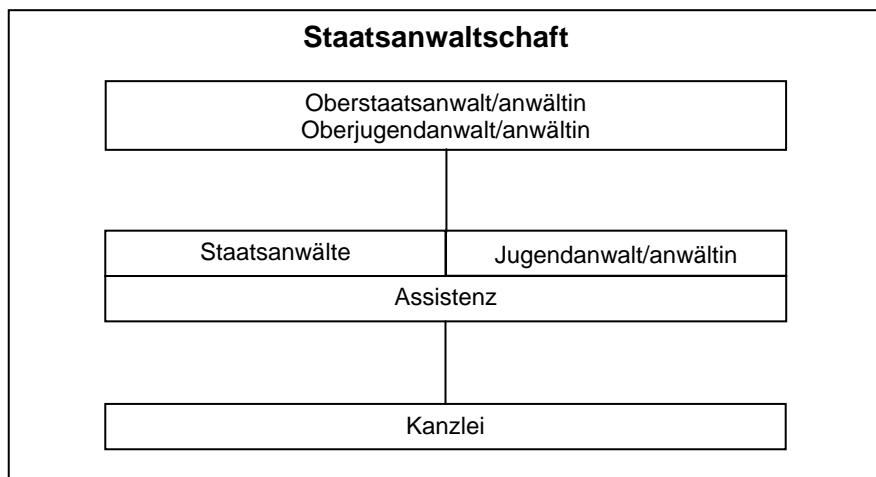 Staatsanwaltschaft
Oberstaatsanwalt/anwältin
Oberjugendanwalt/anwältin
Staatsanwälte
Jugendanwalt/anwältin
Assistenz
Kanzlei